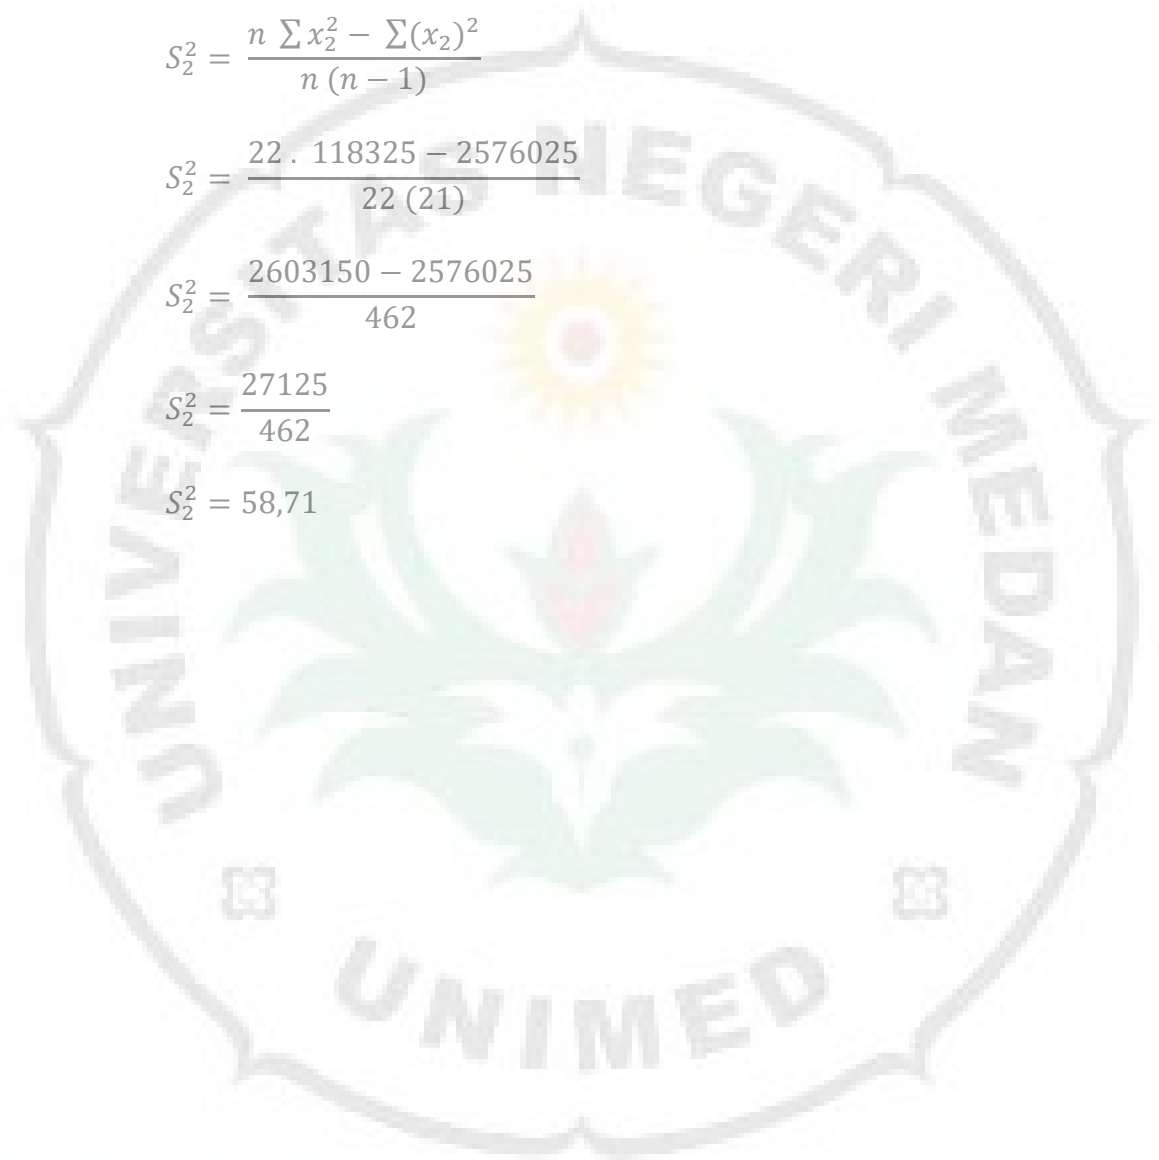 S₂² = (n ∑x₂² − ∑(x₂)²) / (n (n − 1))
S₂² = (22 . 118325 − 2576025) / (22 (21))
S₂² = (2603150 − 2576025) / 462
S₂² = 27125 / 462
S₂² = 58,71
UNIVERSITAS NEGERI MEDAN
UNIMED